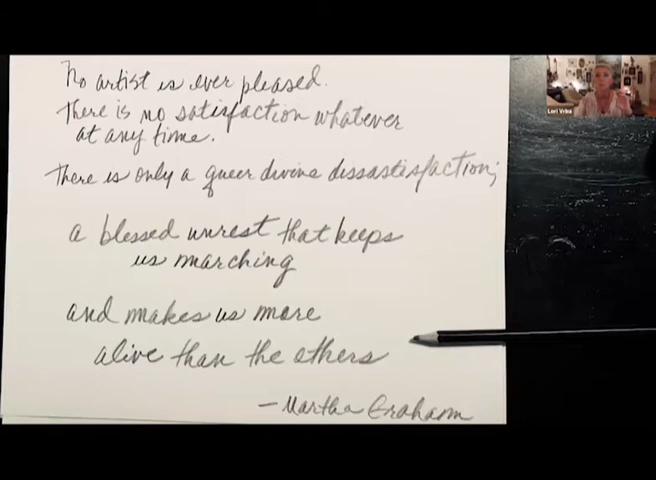 No artist is ever pleased.
There is no satisfaction whatever
at any time.
There is only a queer divine dissastisfaction;
a blessed unrest that keeps
us marching
and makes us more
alive than the others
—Martha Graham
Lori Vrba